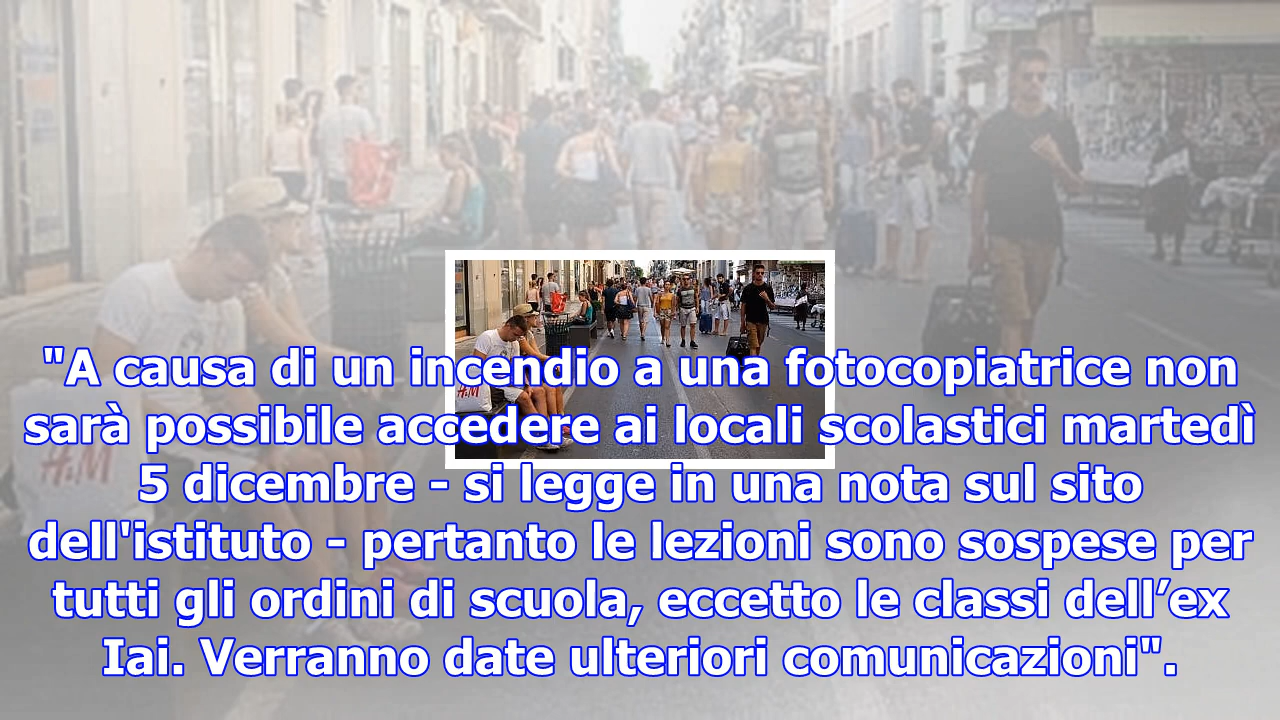 "A causa di un incendio a una fotocopiatrice non
sarà possibile accedere ai locali scolastici martedì
5 dicembre - si legge in una nota sul sito
dell'istituto - pertanto le lezioni sono sospese per
tutti gli ordini di scuola, eccetto le classi dell’ex
Iai. Verranno date ulteriori comunicazioni".
H&M
H&M